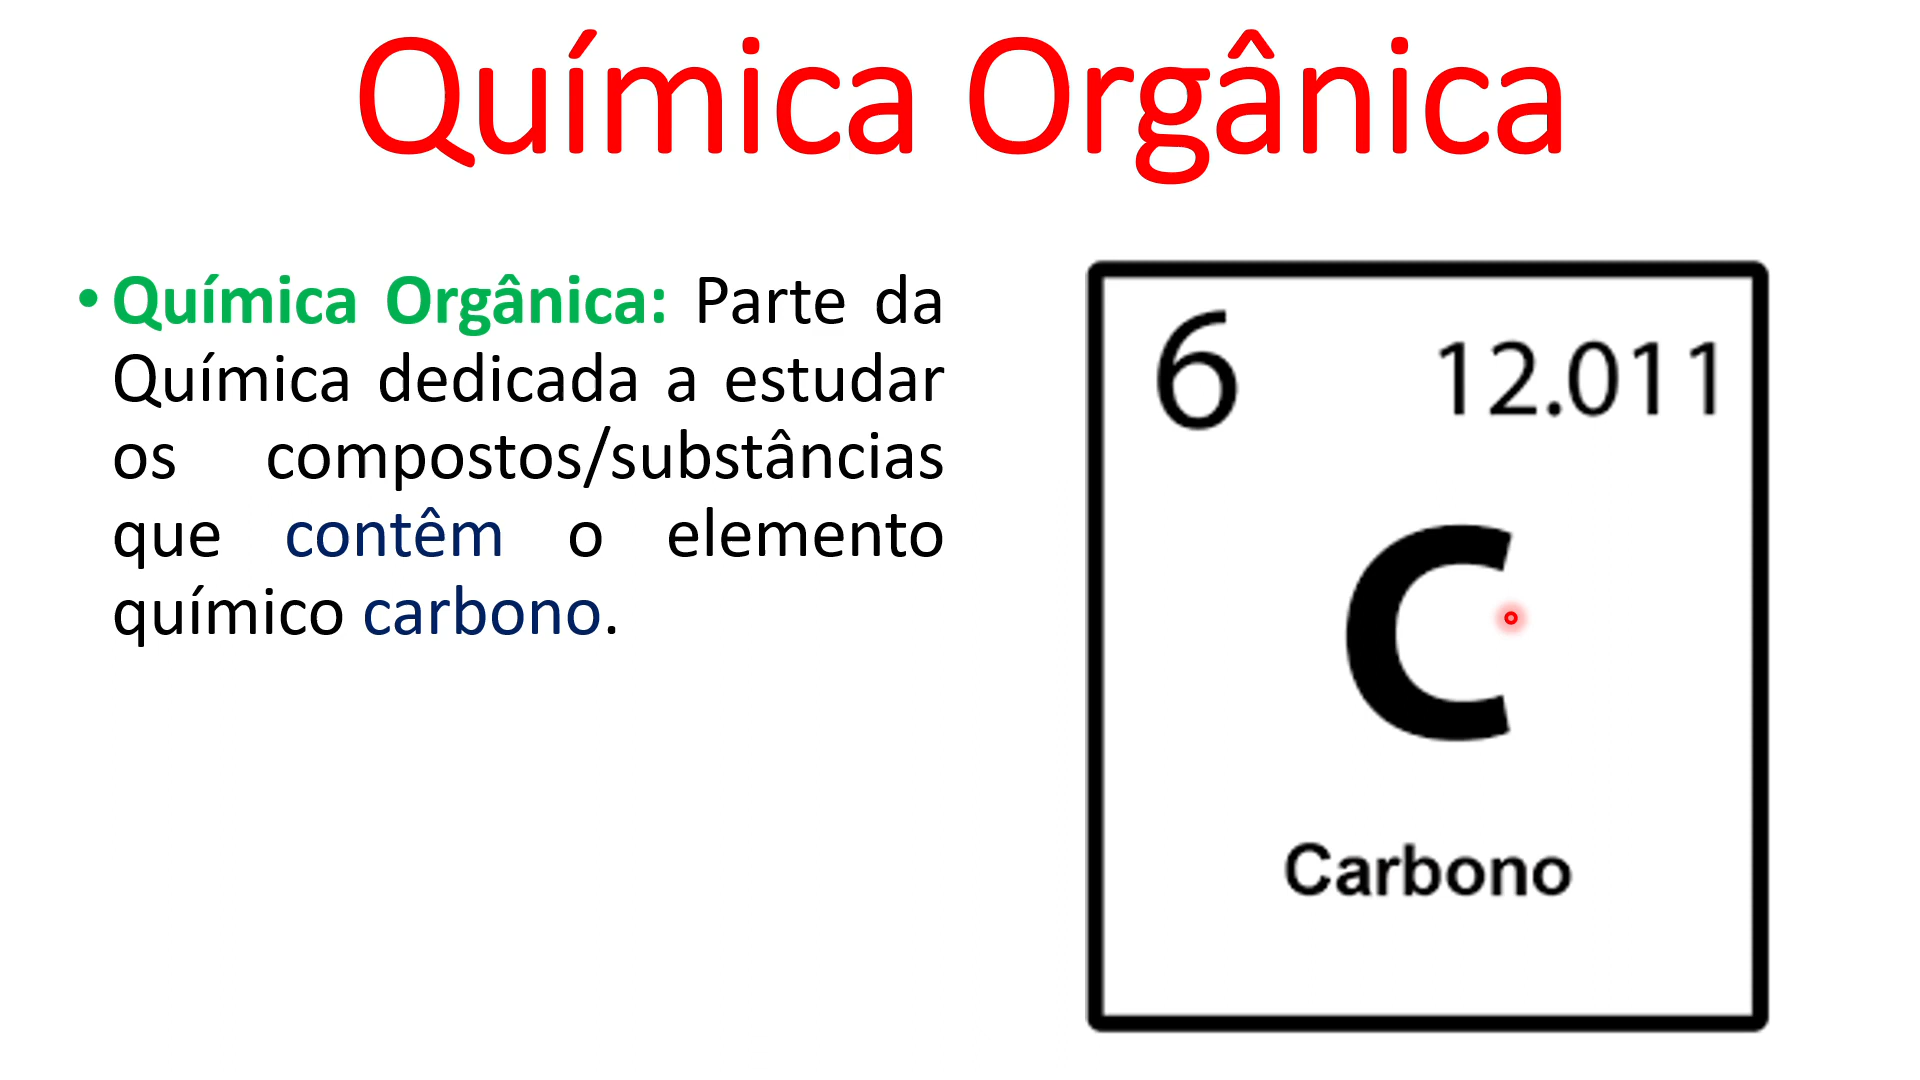 Química Orgânica
• Química Orgânica: Parte da
Química dedicada a estudar
os compostos/substâncias
que contêm o elemento
químico carbono.
6
12.011
C
Carbono